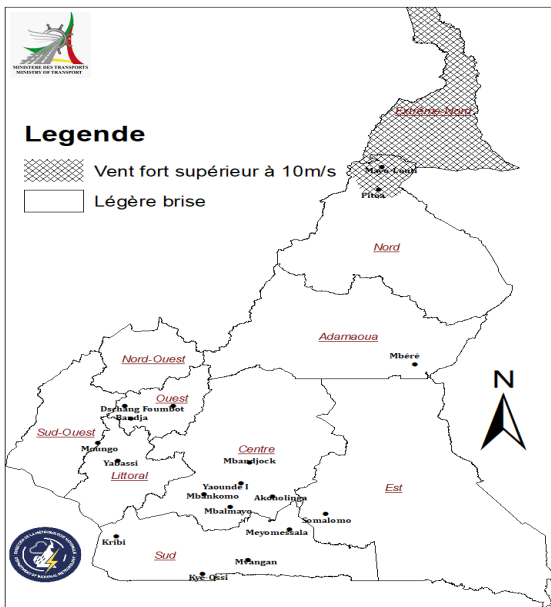 MINISTERE DES TRANSPORTS
MINISTRY OF TRANSPORT
Legende
Vent fort supérieur à 10m/s
Légère brise
Extrême-Nord
Mayo-Louti
Pitoa
Nord
Adamaoua
Mbéré
N
Nord-Ouest
Ouest
Dschang Foumbot
Bandja
Sud-Ouest
Moungo
Yabassi
Littoral
Centre
Mbandjock
Yaounde I
Mbankomo
Akonolinga
Mbalmayo
Est
Somalomo
Meyomessala
Kribi
Sud
Mvangan
Kye-Ossi